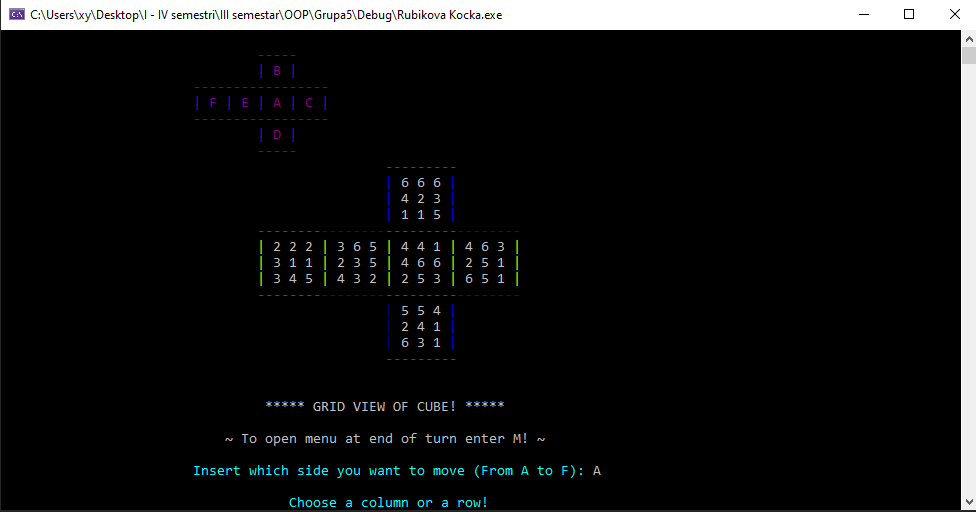 C:\Users\xy\Desktop\I - IV semestri\III semestar\OOP\Grupa5\Debug\Rubikova Kocka.exe
-----
| B |
-----------------
| F | E | A | C |
-----------------
| D |
-----
---------
| 6 6 6 |
| 4 2 3 |
| 1 1 5 |
---------------------------------
| 2 2 2 | 3 6 5 | 4 4 1 | 4 6 3 |
| 3 1 1 | 2 3 5 | 4 6 6 | 2 5 1 |
| 3 4 5 | 4 3 2 | 2 5 3 | 6 5 1 |
---------------------------------
| 5 5 4 |
| 2 4 1 |
| 6 3 1 |
---------
***** GRID VIEW OF CUBE! *****
~ To open menu at end of turn enter M! ~
Insert which side you want to move (From A to F): A
Choose a column or a row!